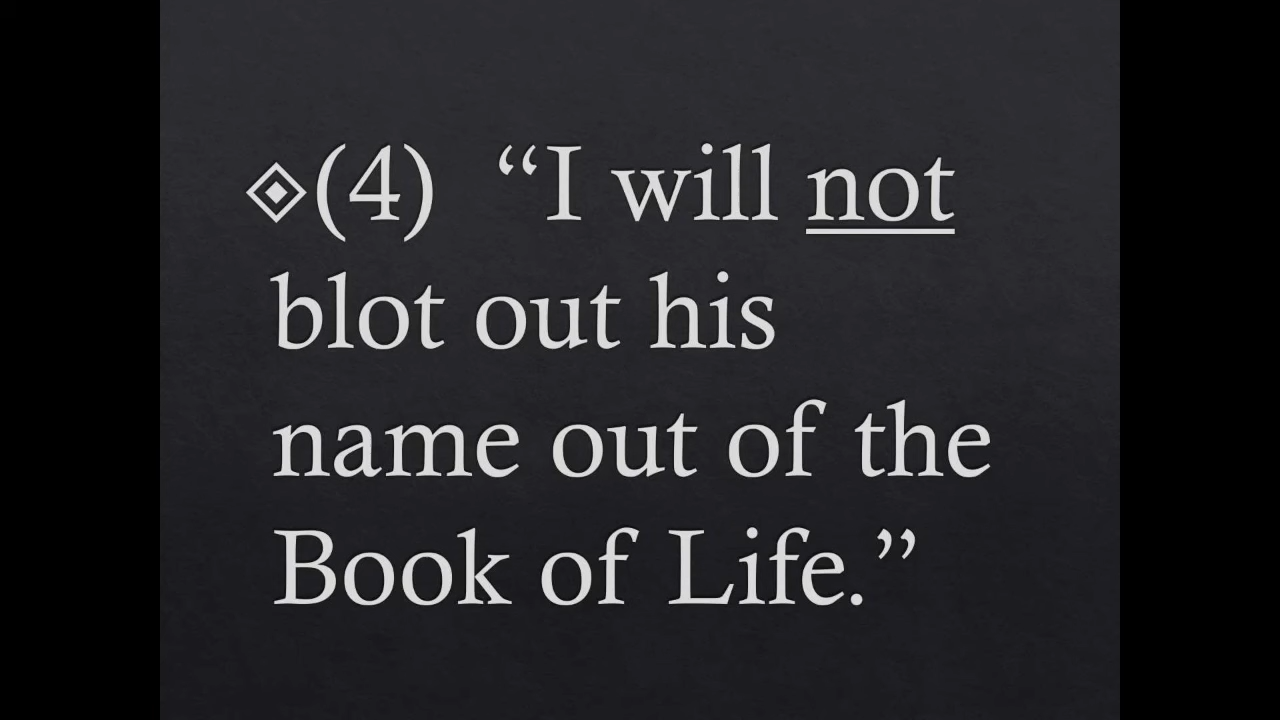 (4) “I will not
blot out his
name out of the
Book of Life.”